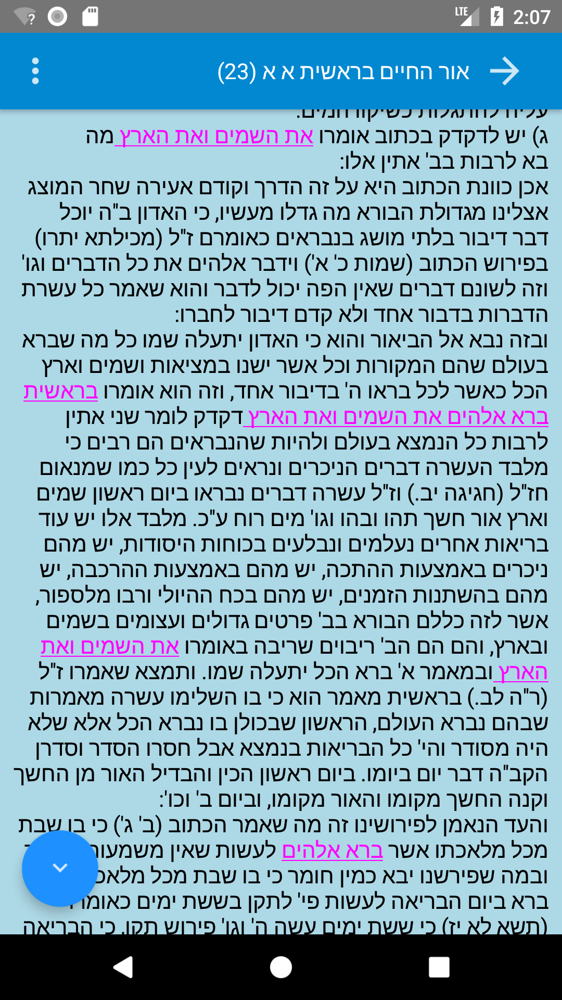 LTE 2:07
אור החיים בראשית א א (23)
ג) יש לדקדק בכתוב אומרו את השמים ואת הארץ מה
בא לרבות בב' אתין אלו:
אכן כוונת הכתוב היא על זה הדרך וקודם אעירה שחר המוצג
אצלינו מגדולת הבורא מה גדלו מעשיו, כי האדון ב"ה יוכל
דבר דיבור בלתי מושג בנבראים כאומרם ז"ל (מכילתא יתרו)
בפירוש הכתוב (שמות כ' א') וידבר אלהים את כל הדברים וגו'
וזה לשונם דברים שאין הפה יכול לדבר והוא שאמר כל עשרת
הדברות בדבור אחד ולא קדם דיבור לחברו:
ובזה נבא אל הביאור והוא כי האדון יתעלה שמו כל מה שברא
בעולם שהם המקורות וכל אשר ישנו במציאות ושמים וארץ
הכל כאשר לכל בראו ה' בדיבור אחד, וזה הוא אומרו בראשית
ברא אלהים את השמים ואת הארץ דקדק לומר שני אתין
לרבות כל הנמצא בעולם ולהיות שהנבראים הם רבים כי
מלבד העשרה דברים הניכרים ונראים לעין כל כמו שמנאום
חז"ל (חגיגה יב.) וז"ל עשרה דברים נבראו ביום ראשון שמים
וארץ אור חשך תהו ובהו וגו' מים רוח ע"כ. מלבד אלו יש עוד
בריאות אחרים נעלמים ונבלעים בכוחות היסודות, יש מהם
ניכרים באמצעות ההתכה, יש מהם באמצעות ההרכבה, יש
מהם בהשתנות הזמנים, יש מהם בכח ההיולי ורבו מלספור,
אשר לזה כללם הבורא בב' פרטים גדולים ועצומים בשמים
ובארץ, והם הם הב' ריבוים שריבה באומרו את השמים ואת
הארץ ובמאמר א' ברא הכל יתעלה שמו. ותמצא שאמרו ז"ל
(ר"ה לב.) בראשית מאמר הוא כי בו השלימו עשרה מאמרות
שבהם נברא העולם, הראשון שבכולן בו נברא הכל אלא שלא
היה מסודר והי' כל הבריאות בנמצא אבל חסרו הסדר וסדרן
הקב"ה דבר יום ביומו. ביום ראשון הכין והבדיל האור מן החשך
וקנה החשך מקומו והאור מקומו, וביום ב' וכו':
והעד הנאמן לפירושינו זה מה שאמר הכתוב (ב' ג') כי בו שבת
מכל מלאכתו אשר ברא אלהים לעשות שאין
ובמה שפירשנו יבא כמין חומר כי בו שבת מכל
ברא ביום הבריאה לעשות פי' לתקן בששת ימים
(תשא לא יז) כי ששת ימים עשה ה' וגו' פירוש תקן, כי הבריאה